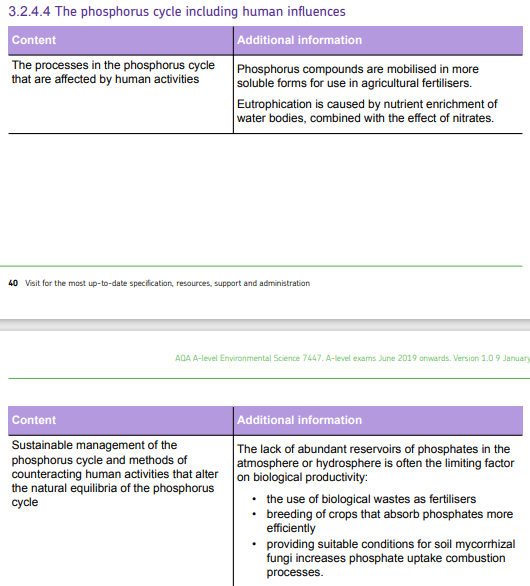 3.2.4.4 The phosphorus cycle including human influences
Content
Additional information
The processes in the phosphorus cycle
that are affected by human activities
Phosphorus compounds are mobilised in more
soluble forms for use in agricultural fertilisers.
Eutrophication is caused by nutrient enrichment of
water bodies, combined with the effect of nitrates.
40 Visit for the most up-to-date specification, resources, support and administration
AQA A-level Environmental Science 7447. A-level exams June 2019 onwards. Version 1.0 9 January
Content
Additional information
Sustainable management of the
phosphorus cycle and methods of
counteracting human activities that alter
the natural equilibria of the phosphorus
cycle
The lack of abundant reservoirs of phosphates in the
atmosphere or hydrosphere is often the limiting factor
on biological productivity:
• the use of biological wastes as fertilisers
• breeding of crops that absorb phosphates more
efficiently
• providing suitable conditions for soil mycorrhizal
fungi increases phosphate uptake combustion
processes.